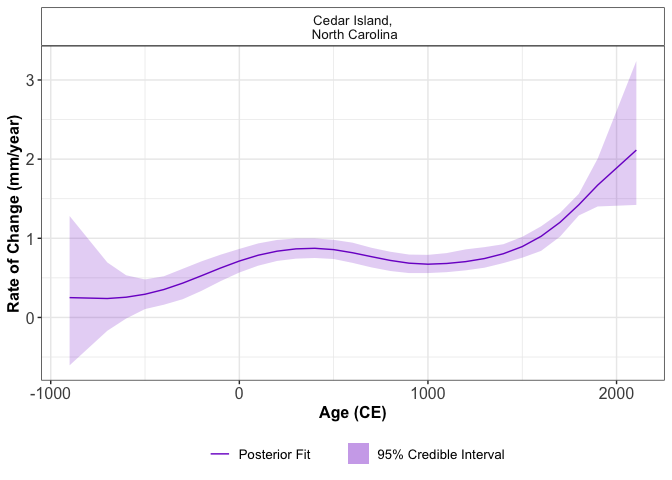 Cedar Island,
North Carolina
Rate of Change (mm/year)
3
2
1
0
-1000 0 1000 2000
Age (CE)
Posterior Fit 95% Credible Interval